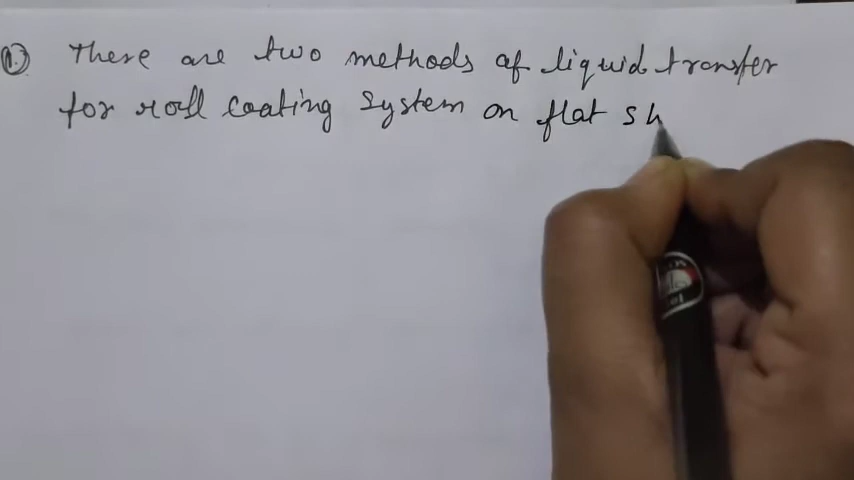 1. There are two methods of liquid transfer
for roll coating system on flat sh